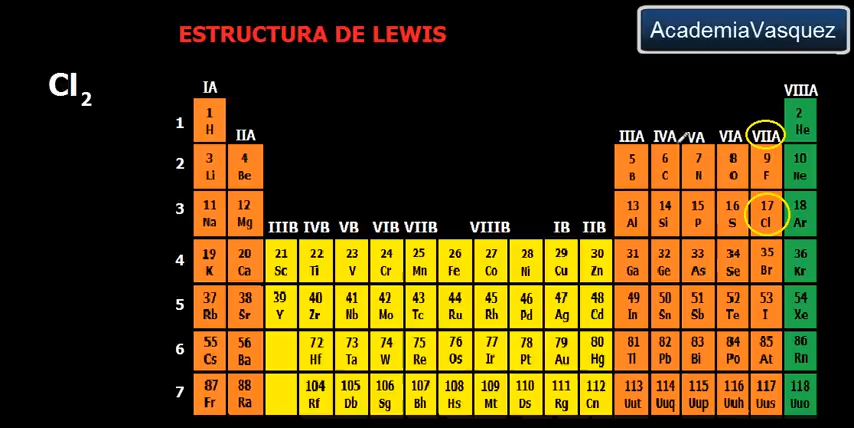 ESTRUCTURA DE LEWIS
AcademiaVasquez
Cl2
IA
VIIIA
1
1
2
H
He
IIA
IIIA IVA VA VIA VIIA
2
3 4 5 6 7 8 9 10
Li Be B C N O F Ne
3
11 12 13 14 15 16 17 18
Na Mg Al Si P S Cl Ar
IIIB IVB VB VIB VIIB VIIIB IB IIB
4
19 20 21 22 23 24 25 26 27 28 29 30 31 32 33 34 35 36
K Ca Sc Ti V Cr Mn Fe Co Ni Cu Zn Ga Ge As Se Br Kr
5
37 38 39 40 41 42 43 44 45 46 47 48 49 50 51 52 53 54
Rb Sr Y Zr Nb Mo Tc Ru Rh Pd Ag Cd In Sn Sb Te I Xe
6
55 56 72 73 74 75 76 77 78 79 80 81 82 83 84 85 86
Cs Ba Hf Ta W Re Os Ir Pt Au Hg Tl Pb Bi Po At Rn
7
87 88 104 105 106 107 108 109 110 111 112 113 114 115 116 117 118
Fr Ra Rf Db Sg Bh Hs Mt Ds Rg Cn Uut Uuq Uup Uuh Uus Uuo